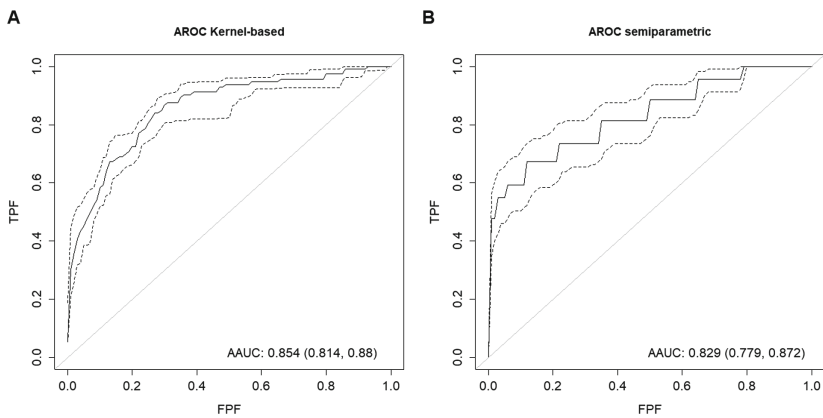 A
AROC Kernel-based
TPF
1.0
0.8
0.6
0.4
0.2
0.0
AAUC: 0.854 (0.814, 0.88)
0.0 0.2 0.4 0.6 0.8 1.0
FPF
B
AROC semiparametric
TPF
1.0
0.8
0.6
0.4
0.2
0.0
AAUC: 0.829 (0.779, 0.872)
0.0 0.2 0.4 0.6 0.8 1.0
FPF